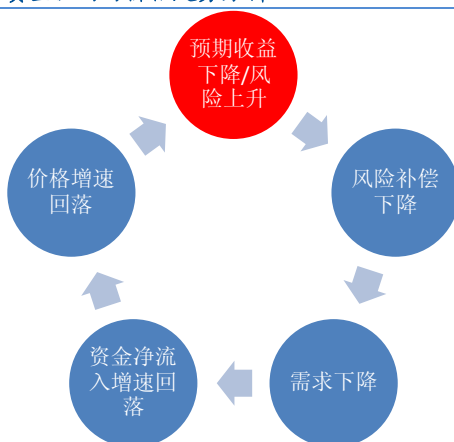 预期收益
下降/风
险上升
风险补偿
下降
需求下降
资金净流
入增速回
落
价格增速
回落